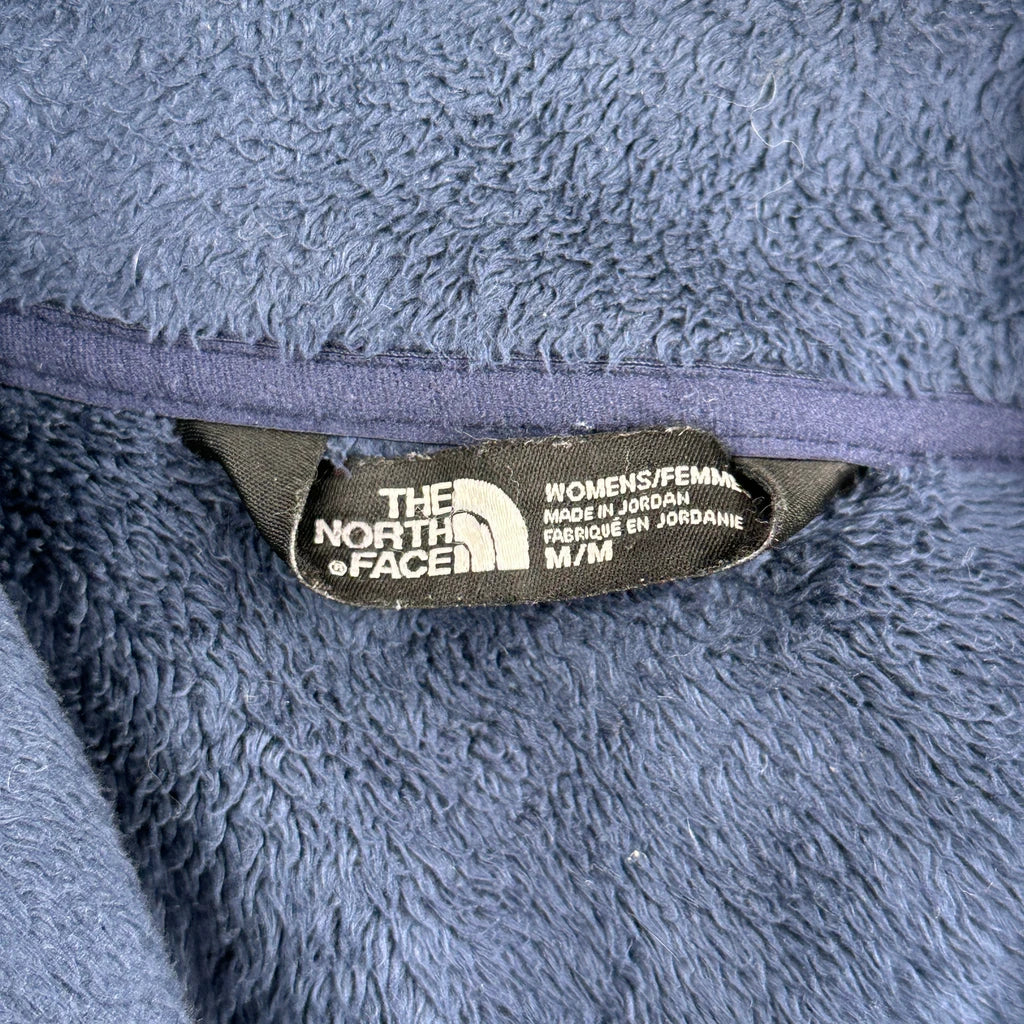 THE
NORTH
® FACE
WOMENS/FEMME
MADE IN JORDAN
FABRIQUÉ EN JORDANIE
M/M